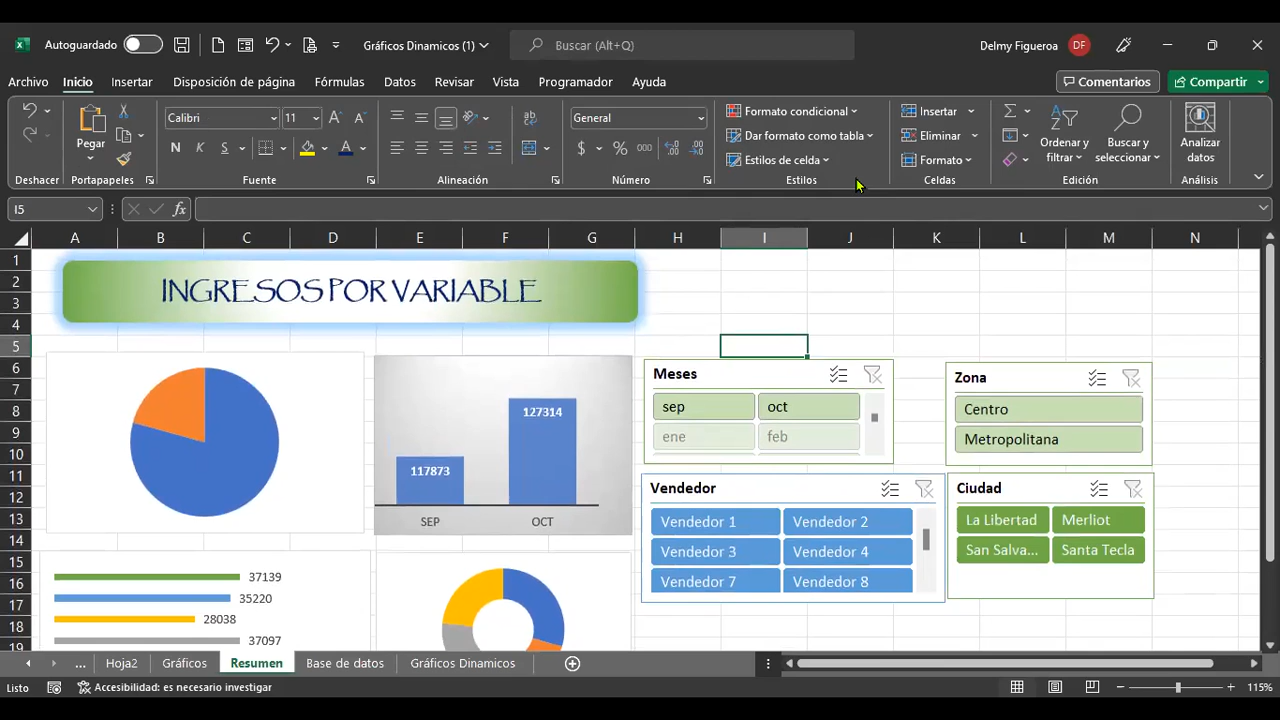 Autoguardado
Gráficos Dinamicos (1)
Buscar (Alt+Q)
Delmy Figueroa
DF
Archivo Inicio Insertar Disposición de página Fórmulas Datos Revisar Vista Programador Ayuda
Comentarios
Compartir
Pegar
Calibri 11
N K S
A
General
$ % 000
Formato condicional
Dar formato como tabla
Estilos de celda
Insertar
Eliminar
Formato
Ordenar y
filtrar
Buscar y
seleccionar
Analizar
datos
Deshacer Portapapeles Fuente Alineación Número Estilos Celdas Edición Análisis
I5
fx
A B C D E F G H I J K L M N
1
2
3
4
5
6
7
8
9
10
11
12
13
14
15
16
17
18
19
INGRESOS POR VARIABLE
127314
117873
SEP OCT
Meses
sep oct
ene feb
Zona
Centro
Metropolitana
Vendedor
Vendedor 1 Vendedor 2
Vendedor 3 Vendedor 4
Vendedor 7 Vendedor 8
Ciudad
La Libertad Merliot
San Salva... Santa Tecla
37139
35220
28038
37097
... Hoja2 Gráficos Resumen Base de datos Gráficos Dinamicos
Listo
Accesibilidad: es necesario investigar
115%